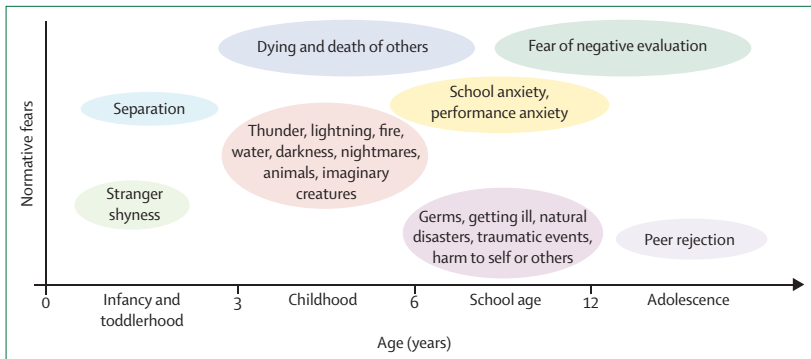 Normative fears
Dying and death of others
Fear of negative evaluation
Separation
School anxiety,
performance anxiety
Thunder, lightning, fire,
water, darkness, nightmares,
animals, imaginary
creatures
Stranger
shyness
Germs, getting ill, natural
disasters, traumatic events,
harm to self or others
Peer rejection
0
Infancy and
toddlerhood
3
Childhood
6
School age
12
Adolescence
Age (years)